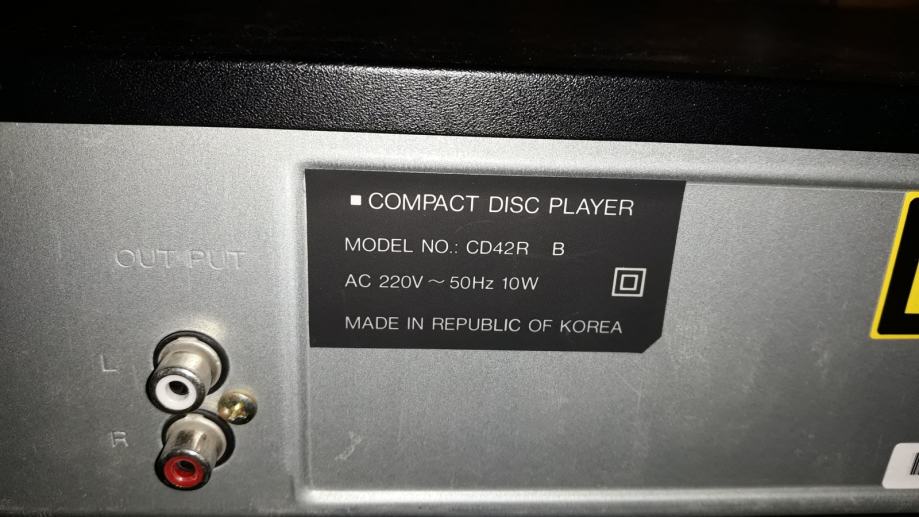 ■ COMPACT DISC PLAYER
MODEL NO.: CD42R B
AC 220V ~ 50Hz 10W
MADE IN REPUBLIC OF KOREA
OUT PUT
L
R